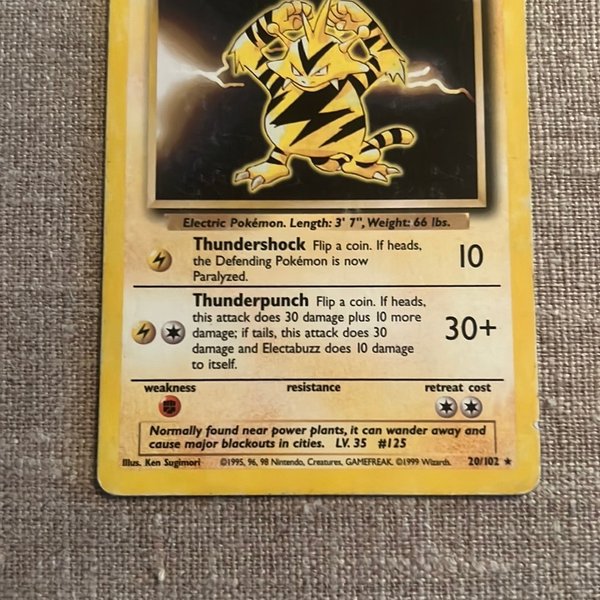 Electric Pokémon. Length: 3' 7", Weight: 66 lbs.
Thundershock Flip a coin. If heads,
the Defending Pokémon is now
Paralyzed.
10
Thunderpunch Flip a coin. If heads,
this attack does 30 damage plus 10 more
damage; if tails, this attack does 30
damage and Electabuzz does 10 damage
to itself.
30+
weakness resistance retreat cost
Normally found near power plants, it can wander away and
cause major blackouts in cities. LV. 35 #125
Illus. Ken Sugimori ©1995, 96, 98 Nintendo, Creatures, GAMEFREAK. ©1999 Wizards. 20/102 ★